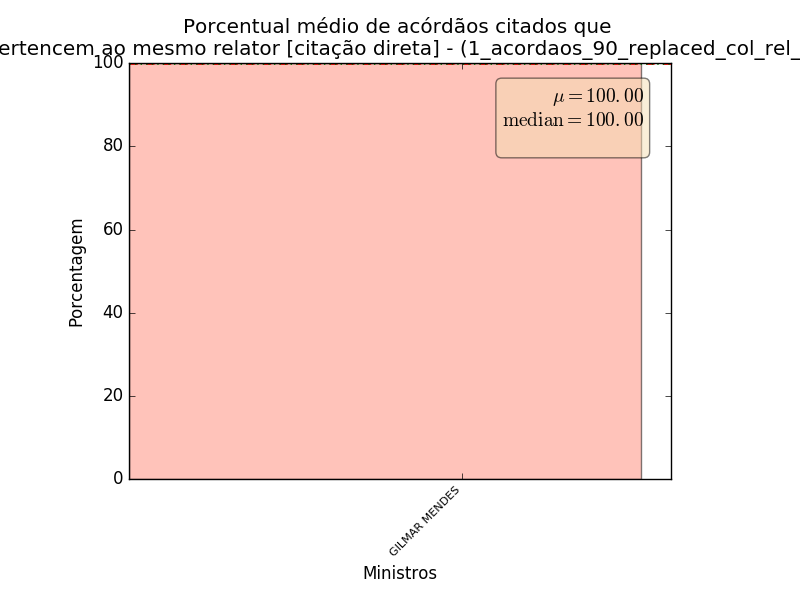 Porcentual médio de acórdãos citados que
ertencem ao mesmo relator [citação direta] - (1_acordaos_90_replaced_col_rel_
100
80
60
40
20
0
μ = 100.00
median = 100.00
Porcentagem
GILMAR MENDES
Ministros